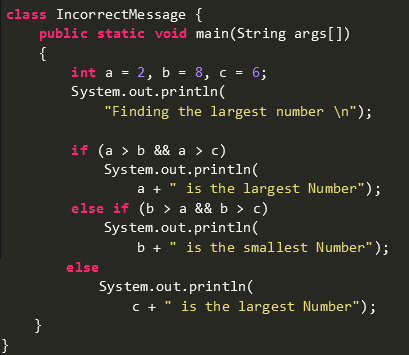 class IncorrectMessage {
    public static void main(String args[])
    {
        int a = 2, b = 8, c = 6;
        System.out.println(
            "Finding the largest number \n");

        if (a > b && a > c)
            System.out.println(
                a + " is the largest Number");
        else if (b > a && b > c)
            System.out.println(
                b + " is the smallest Number");
        else
            System.out.println(
                c + " is the largest Number");
    }
}